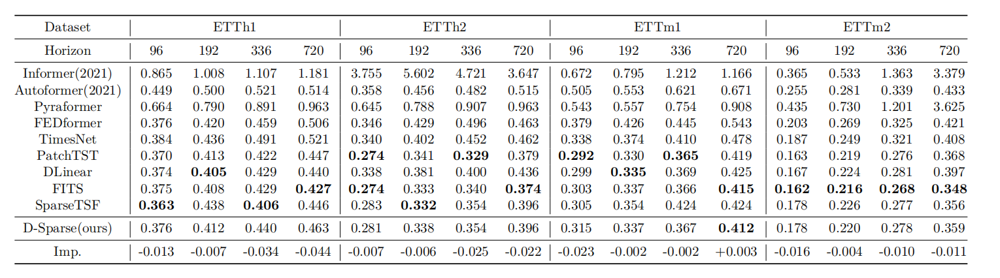 Dataset ETTh1 ETTh2 ETTm1 ETTm2
Horizon 96 192 336 720 96 192 336 720 96 192 336 720 96 192 336 720
Informer(2021) 0.865 1.008 1.107 1.181 3.755 5.602 4.721 3.647 0.672 0.795 1.212 1.166 0.365 0.533 1.363 3.379
Autoformer(2021) 0.449 0.500 0.521 0.514 0.358 0.456 0.482 0.515 0.505 0.553 0.621 0.671 0.255 0.281 0.339 0.433
Pyraformer 0.664 0.790 0.891 0.963 0.645 0.788 0.907 0.963 0.543 0.557 0.754 0.908 0.435 0.730 1.201 3.625
FEDformer 0.376 0.420 0.459 0.506 0.346 0.429 0.496 0.463 0.379 0.426 0.445 0.543 0.203 0.269 0.325 0.421
TimesNet 0.384 0.436 0.491 0.521 0.340 0.402 0.452 0.462 0.338 0.374 0.410 0.478 0.187 0.249 0.321 0.408
PatchTST 0.370 0.413 0.422 0.447 0.274 0.341 0.329 0.379 0.292 0.330 0.365 0.419 0.163 0.219 0.276 0.368
DLinear 0.374 0.405 0.429 0.440 0.338 0.381 0.400 0.436 0.299 0.335 0.369 0.425 0.167 0.224 0.281 0.397
FITS 0.375 0.408 0.429 0.427 0.274 0.333 0.340 0.374 0.303 0.337 0.366 0.415 0.162 0.216 0.268 0.348
SparseTSF 0.363 0.438 0.406 0.446 0.283 0.332 0.354 0.396 0.305 0.354 0.424 0.424 0.178 0.226 0.277 0.356
D-Sparse(ours) 0.376 0.412 0.440 0.463 0.281 0.338 0.354 0.396 0.315 0.337 0.367 0.412 0.178 0.220 0.278 0.359
Imp. -0.013 -0.007 -0.034 -0.044 -0.007 -0.006 -0.025 -0.022 -0.023 -0.002 -0.002 +0.003 -0.016 -0.004 -0.010 -0.011